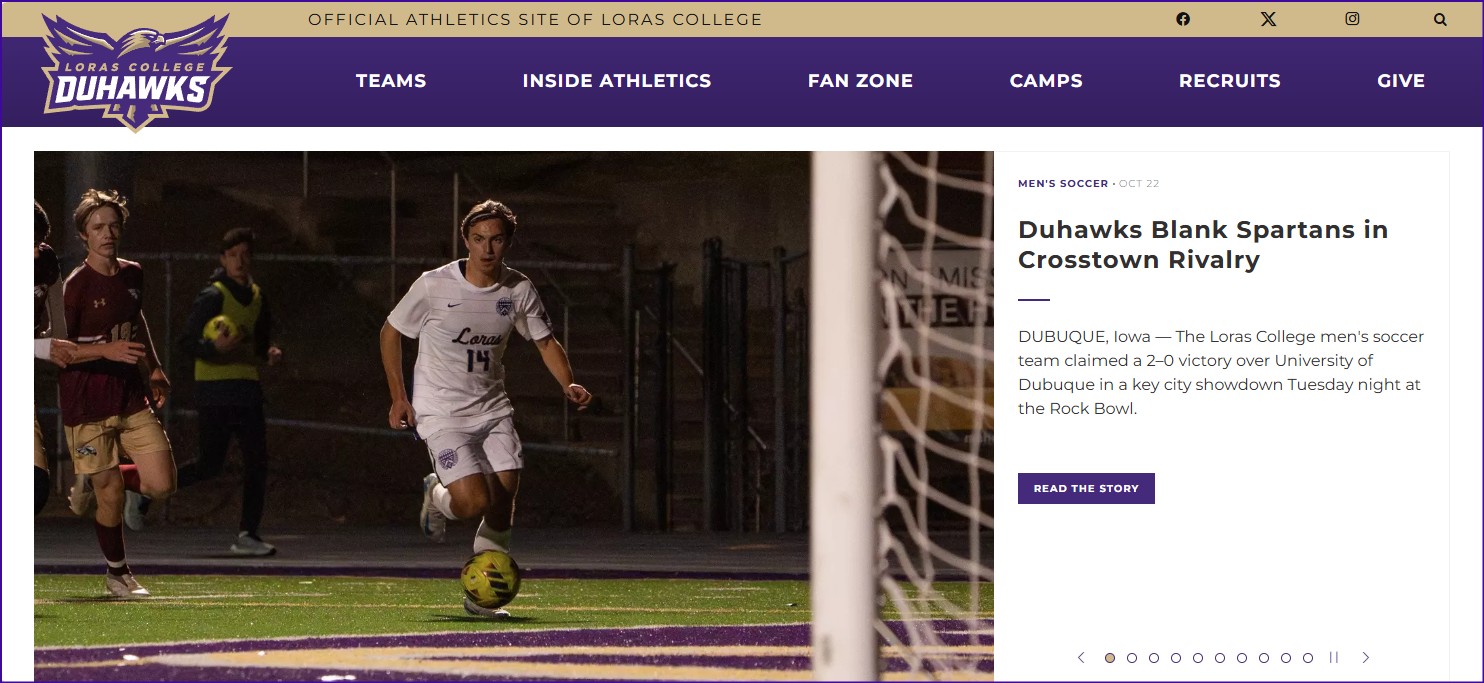 OFFICIAL ATHLETICS SITE OF LORAS COLLEGE
LORAS COLLEGE
DUHAWKS
TEAMS
INSIDE ATHLETICS
FAN ZONE
CAMPS
RECRUITS
GIVE
Loras
14
MISS
THE
MEN'S SOCCER • OCT 22
Duhawks Blank Spartans in
Crosstown Rivalry
DUBUQUE, Iowa — The Loras College men's soccer
team claimed a 2–0 victory over University of
Dubuque in a key city showdown Tuesday night at
the Rock Bowl.
READ THE STORY